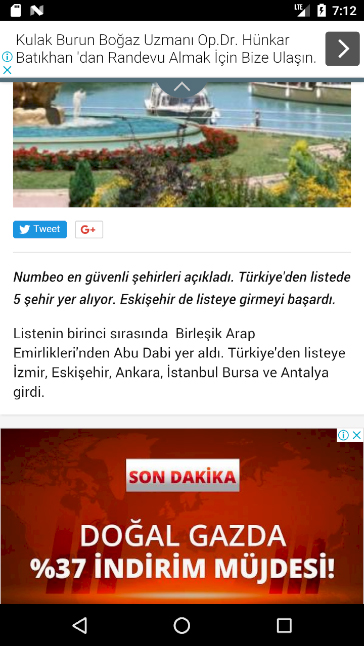 LTE 7:12
Kulak Burun Boğaz Uzmanı Op.Dr. Hünkar
Batıkhan 'dan Randevu Almak İçin Bize Ulaşın.
Tweet G+
Numbeo en güvenli şehirleri açıkladı. Türkiye'den listede
5 şehir yer alıyor. Eskişehir de listeye girmeyi başardı.
Listenin birinci sırasında Birleşik Arap
Emirlikleri'nden Abu Dabi yer aldı. Türkiye'den listeye
İzmir, Eskişehir, Ankara, İstanbul Bursa ve Antalya
girdi.
SON DAKİKA
DOĞAL GAZDA
%37 İNDİRİM MÜJDESİ!